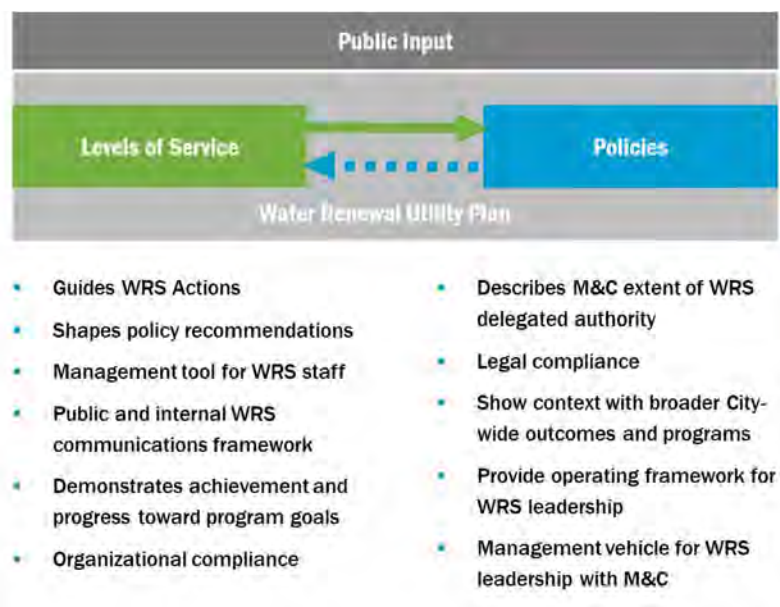 Public Input
Levels of Service
Policies
Water Renewal Utility Plan
• Guides WRS Actions
• Shapes policy recommendations
• Management tool for WRS staff
• Public and internal WRS
communications framework
• Demonstrates achievement and
progress toward program goals
• Organizational compliance
• Describes M&C extent of WRS
delegated authority
• Legal compliance
• Show context with broader City-
wide outcomes and programs
• Provide operating framework for
WRS leadership
• Management vehicle for WRS
leadership with M&C